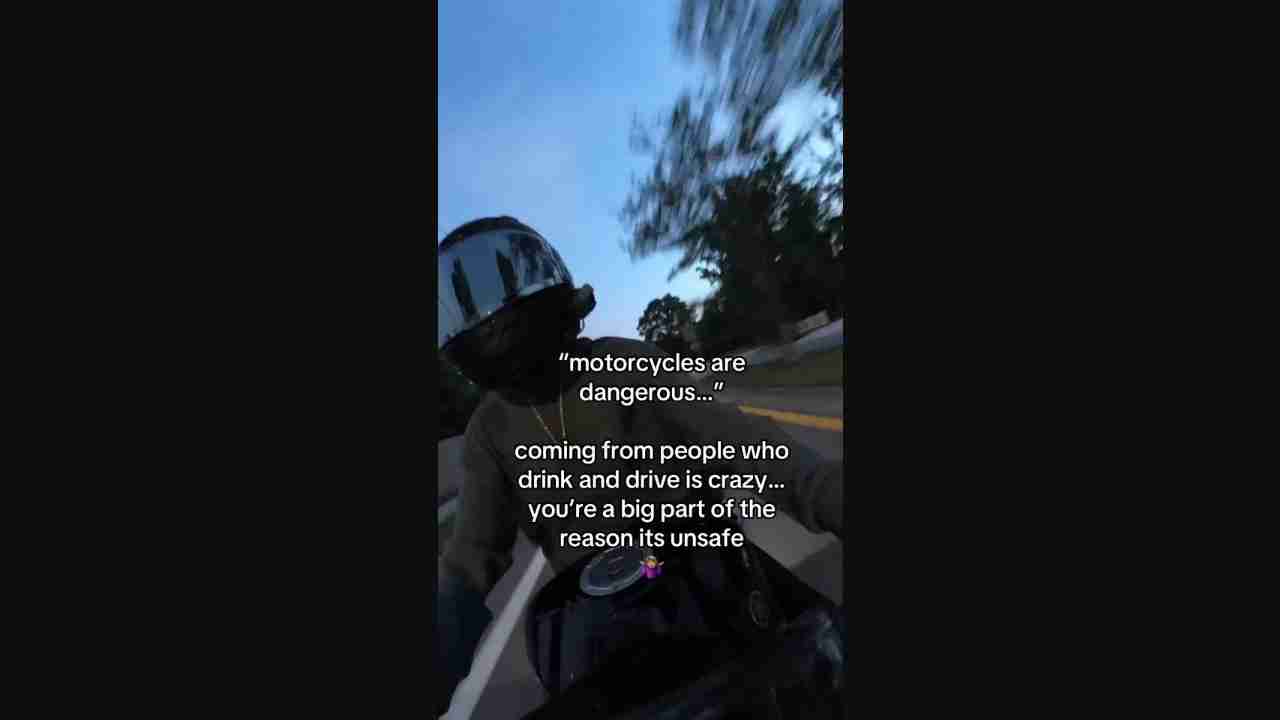 “motorcycles are
dangerous...”
coming from people who
drink and drive is crazy...
you’re a big part of the
reason its unsafe
🤷‍♀️